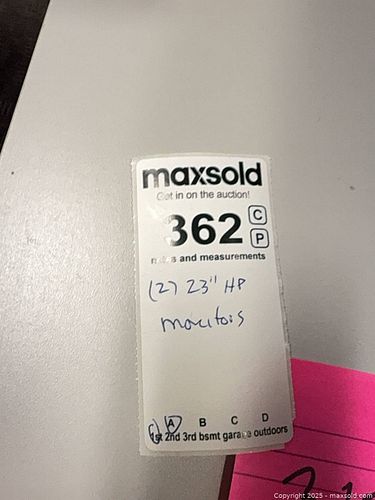 maxsold
Get in on the auction!
362 C
P
and measurements
(2) 23" HP
monitors
A B C D
1st 2nd 3rd bsmt garage outdoors
Copyright 2025 - maxsold.com